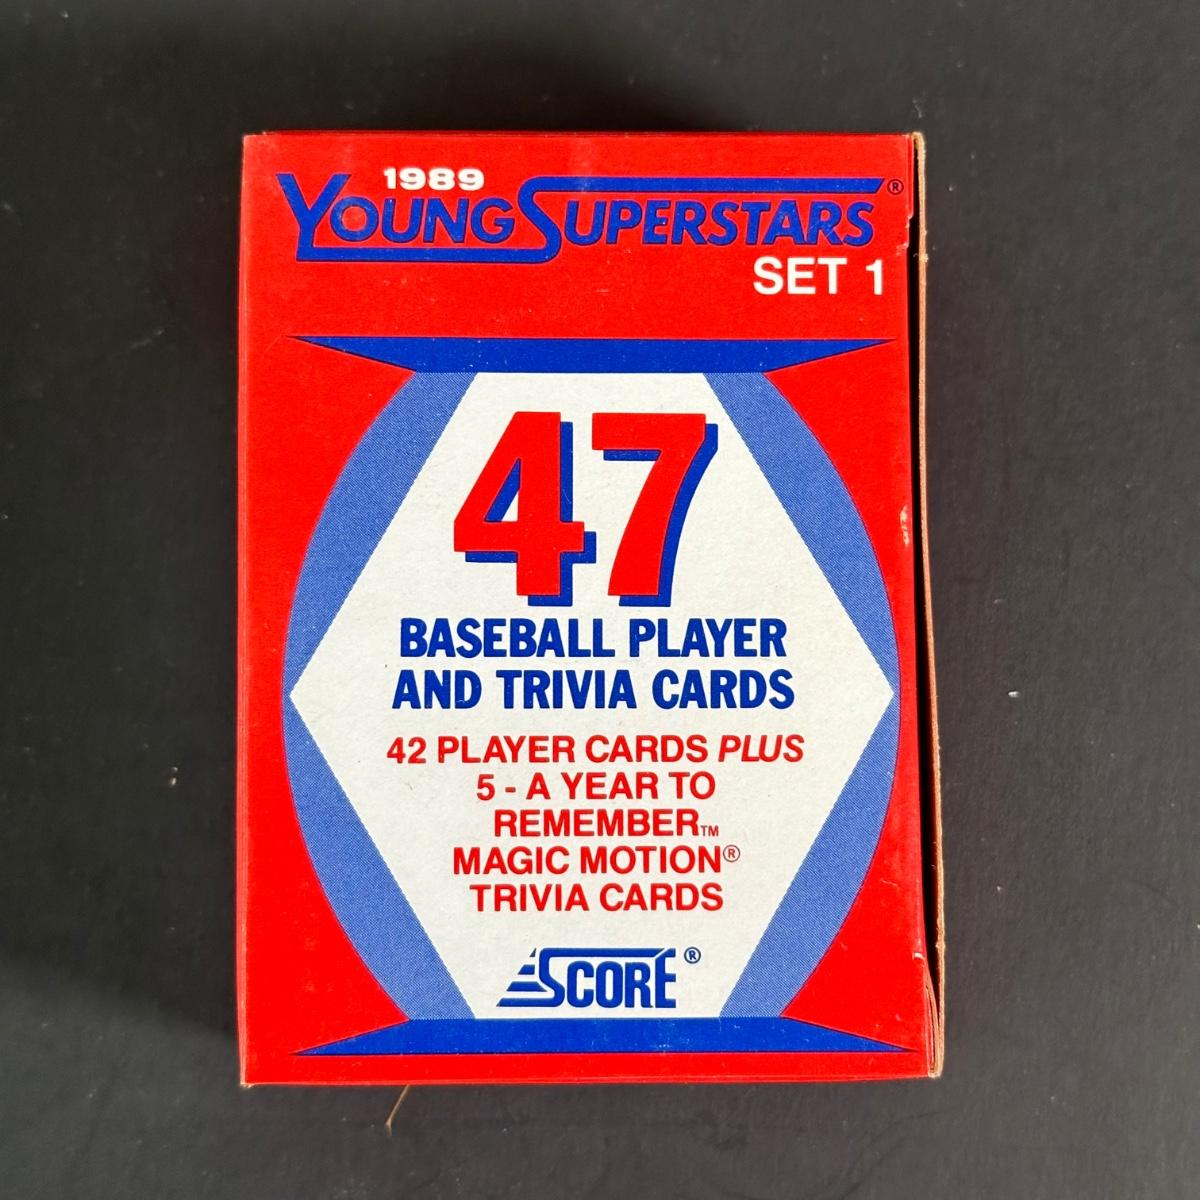 1989
YOUNG SUPERSTARS®
SET 1
47
BASEBALL PLAYER
AND TRIVIA CARDS
42 PLAYER CARDS PLUS
5 - A YEAR TO
REMEMBER™
MAGIC MOTION®
TRIVIA CARDS
SCORE®